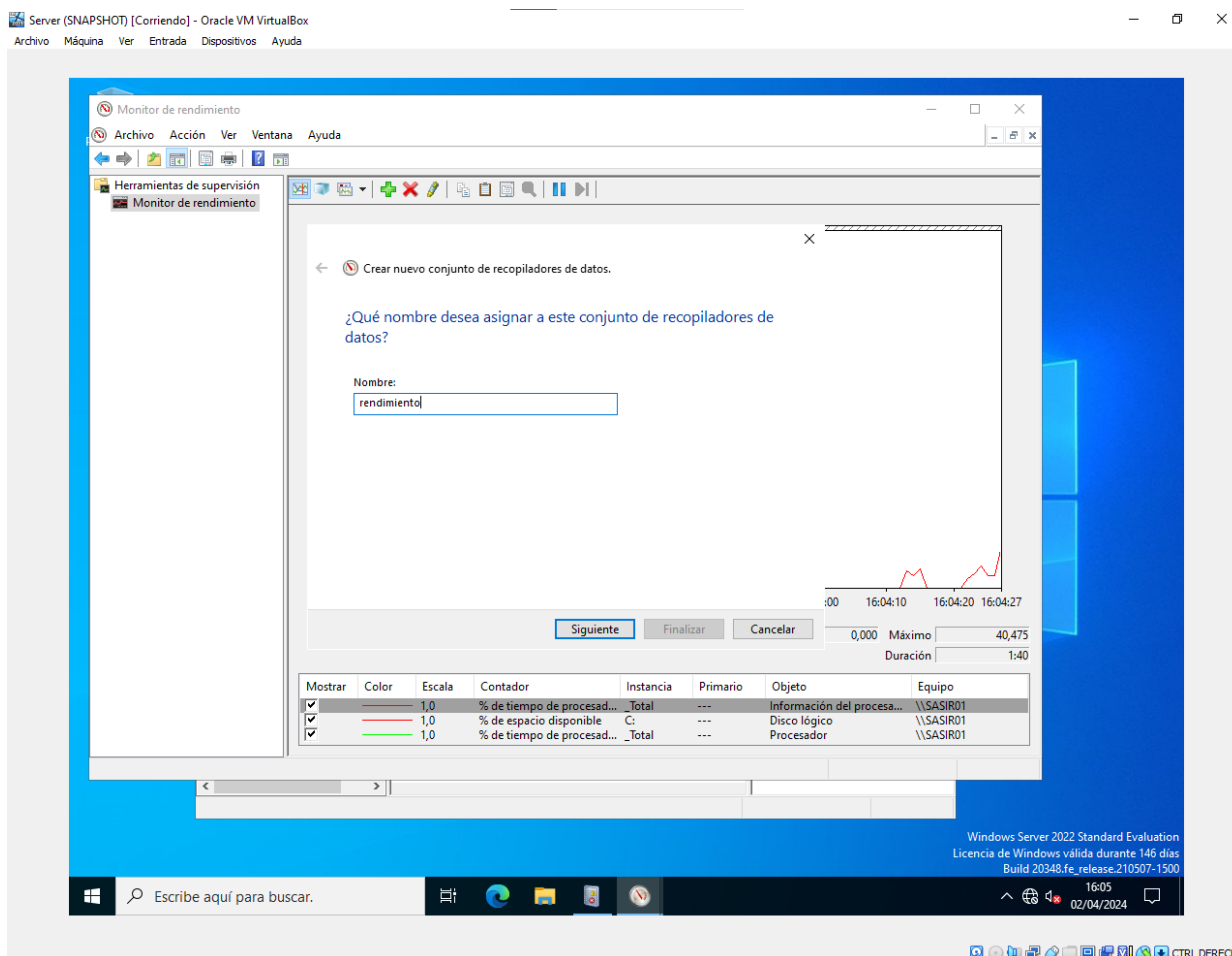 Server (SNAPSHOT) [Corriendo] - Oracle VM VirtualBox
Archivo Máquina Ver Entrada Dispositivos Ayuda
Monitor de rendimiento
Archivo Acción Ver Ventana Ayuda
Herramientas de supervisión
Monitor de rendimiento
Crear nuevo conjunto de recopiladores de datos.
¿Qué nombre desea asignar a este conjunto de recopiladores de
datos?
Nombre:
rendimiento
:00 16:04:10 16:04:20 16:04:27
Siguiente Finalizar Cancelar
0,000 Máximo 40,475
Duración 1:40
Mostrar Color Escala Contador Instancia Primario Objeto Equipo
1,0 % de tiempo de procesad... _Total --- Información del procesa... \\SASIR01
1,0 % de espacio disponible C: --- Disco lógico \\SASIR01
1,0 % de tiempo de procesad... _Total --- Procesador \\SASIR01
Windows Server 2022 Standard Evaluation
Licencia de Windows válida durante 146 días
Build 20348.fe_release.210507-1500
Escribe aquí para buscar.
16:05
02/04/2024
CTRL DEREC